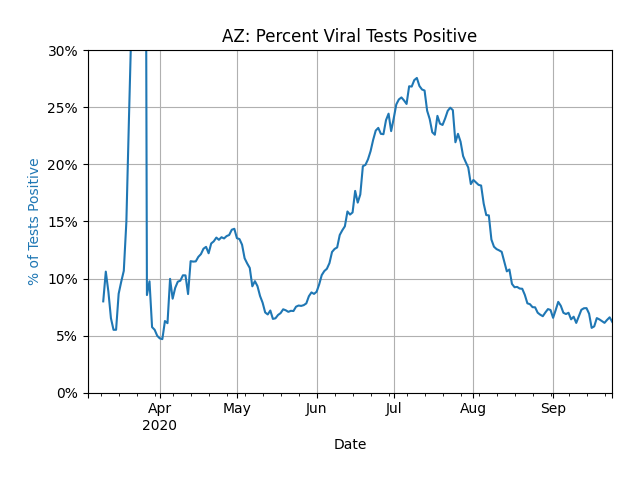 AZ: Percent Viral Tests Positive
30%
25%
20%
15%
10%
5%
0%
% of Tests Positive
Apr
2020
May
Jun
Jul
Aug
Sep
Date